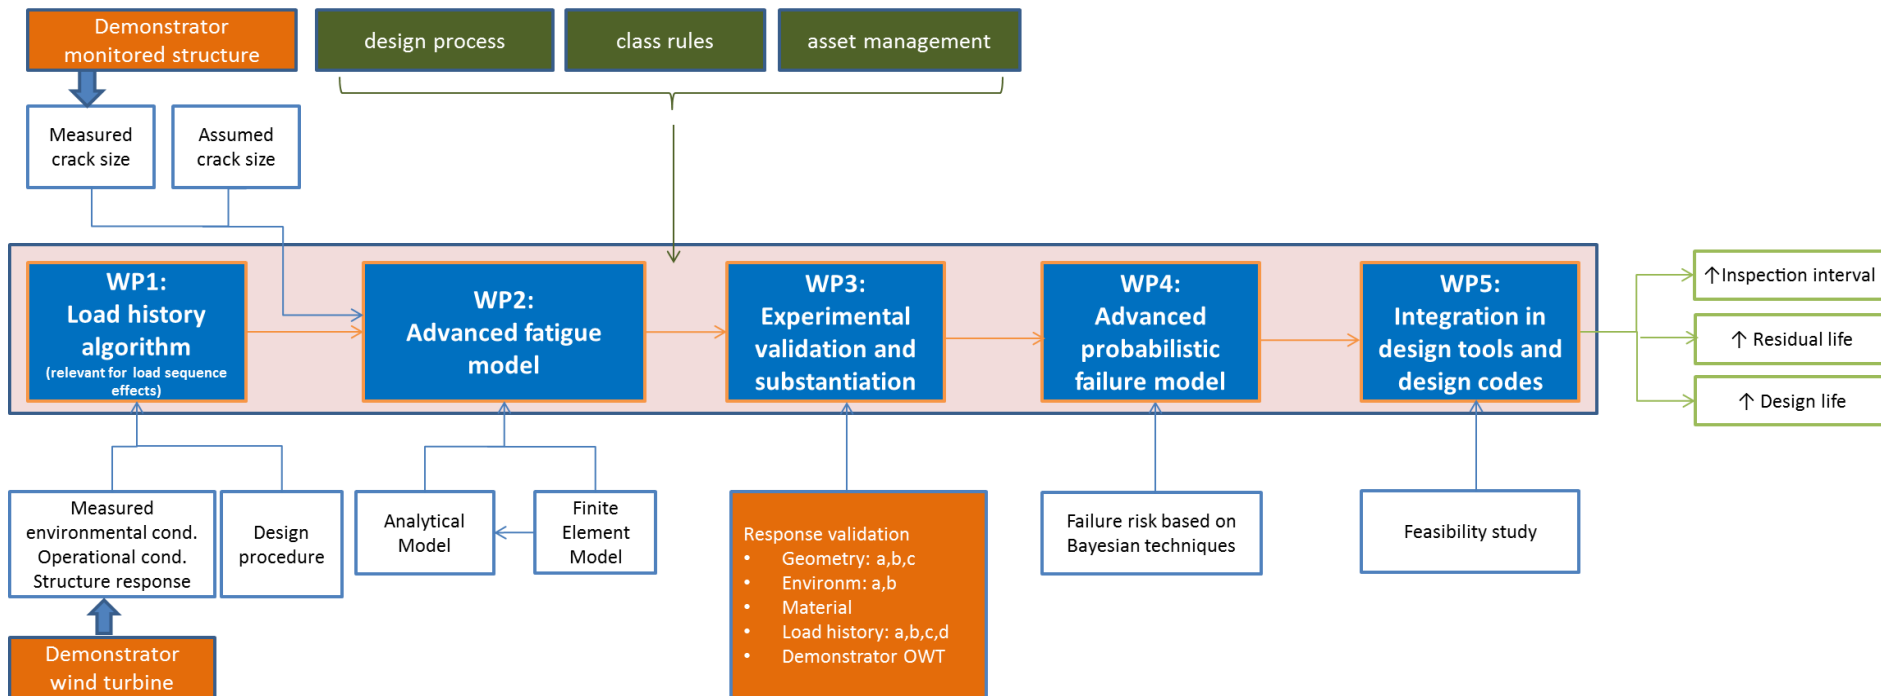 Demonstrator
monitored structure
design process
class rules
asset management
Measured
crack size
Assumed
crack size
WP1:
Load history
algorithm
(relevant for load sequence
effects)
WP2:
Advanced fatigue
model
WP3:
Experimental
validation and
substantiation
WP4:
Advanced
probabilistic
failure model
WP5:
Integration in
design tools and
design codes
↑Inspection interval
↑ Residual life
↑ Design life
Measured
environmental cond.
Operational cond.
Structure response
Design
procedure
Analytical
Model
Finite
Element
Model
Response validation
• Geometry: a,b,c
• Environm: a,b
• Material
• Load history: a,b,c,d
• Demonstrator OWT
Failure risk based on
Bayesian techniques
Feasibility study
Demonstrator
wind turbine